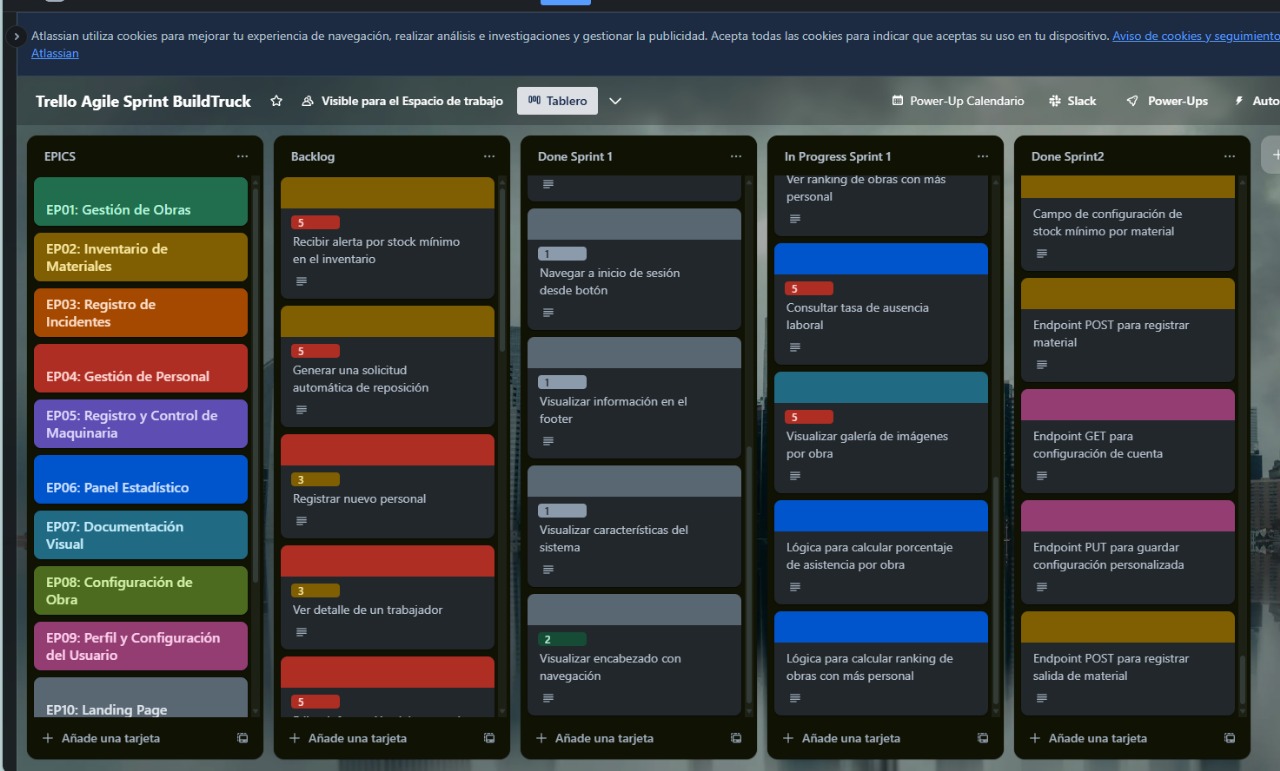 Atlassian utiliza cookies para mejorar tu experiencia de navegación, realizar análisis e investigaciones y gestionar la publicidad. Acepta todas las cookies para indicar que aceptas su uso en tu dispositivo. Aviso de cookies y seguimiento
Atlassian
Trello Agile Sprint BuildTruck
Visible para el Espacio de trabajo
Tablero
Power-Up Calendario
Slack
Power-Ups
Auto
EPICS
EP01: Gestión de Obras
EP02: Inventario de
Materiales
EP03: Registro de
Incidentes
EP04: Gestión de Personal
EP05: Registro y Control de
Maquinaria
EP06: Panel Estadístico
EP07: Documentación
Visual
EP08: Configuración de
Obra
EP09: Perfil y Configuración
del Usuario
EP10: Landing Page
Añade una tarjeta
Backlog
5
Recibir alerta por stock mínimo
en el inventario
5
Generar una solicitud
automática de reposición
3
Registrar nuevo personal
3
Ver detalle de un trabajador
5
Añade una tarjeta
Done Sprint 1
1
Navegar a inicio de sesión
desde botón
1
Visualizar información en el
footer
1
Visualizar características del
sistema
2
Visualizar encabezado con
navegación
Añade una tarjeta
In Progress Sprint 1
Ver ranking de obras con más
personal
5
Consultar tasa de ausencia
laboral
5
Visualizar galería de imágenes
por obra
Lógica para calcular porcentaje
de asistencia por obra
Lógica para calcular ranking de
obras con más personal
Añade una tarjeta
Done Sprint2
Campo de configuración de
stock mínimo por material
Endpoint POST para registrar
material
Endpoint GET para
configuración de cuenta
Endpoint PUT para guardar
configuración personalizada
Endpoint POST para registrar
salida de material
Añade una tarjeta